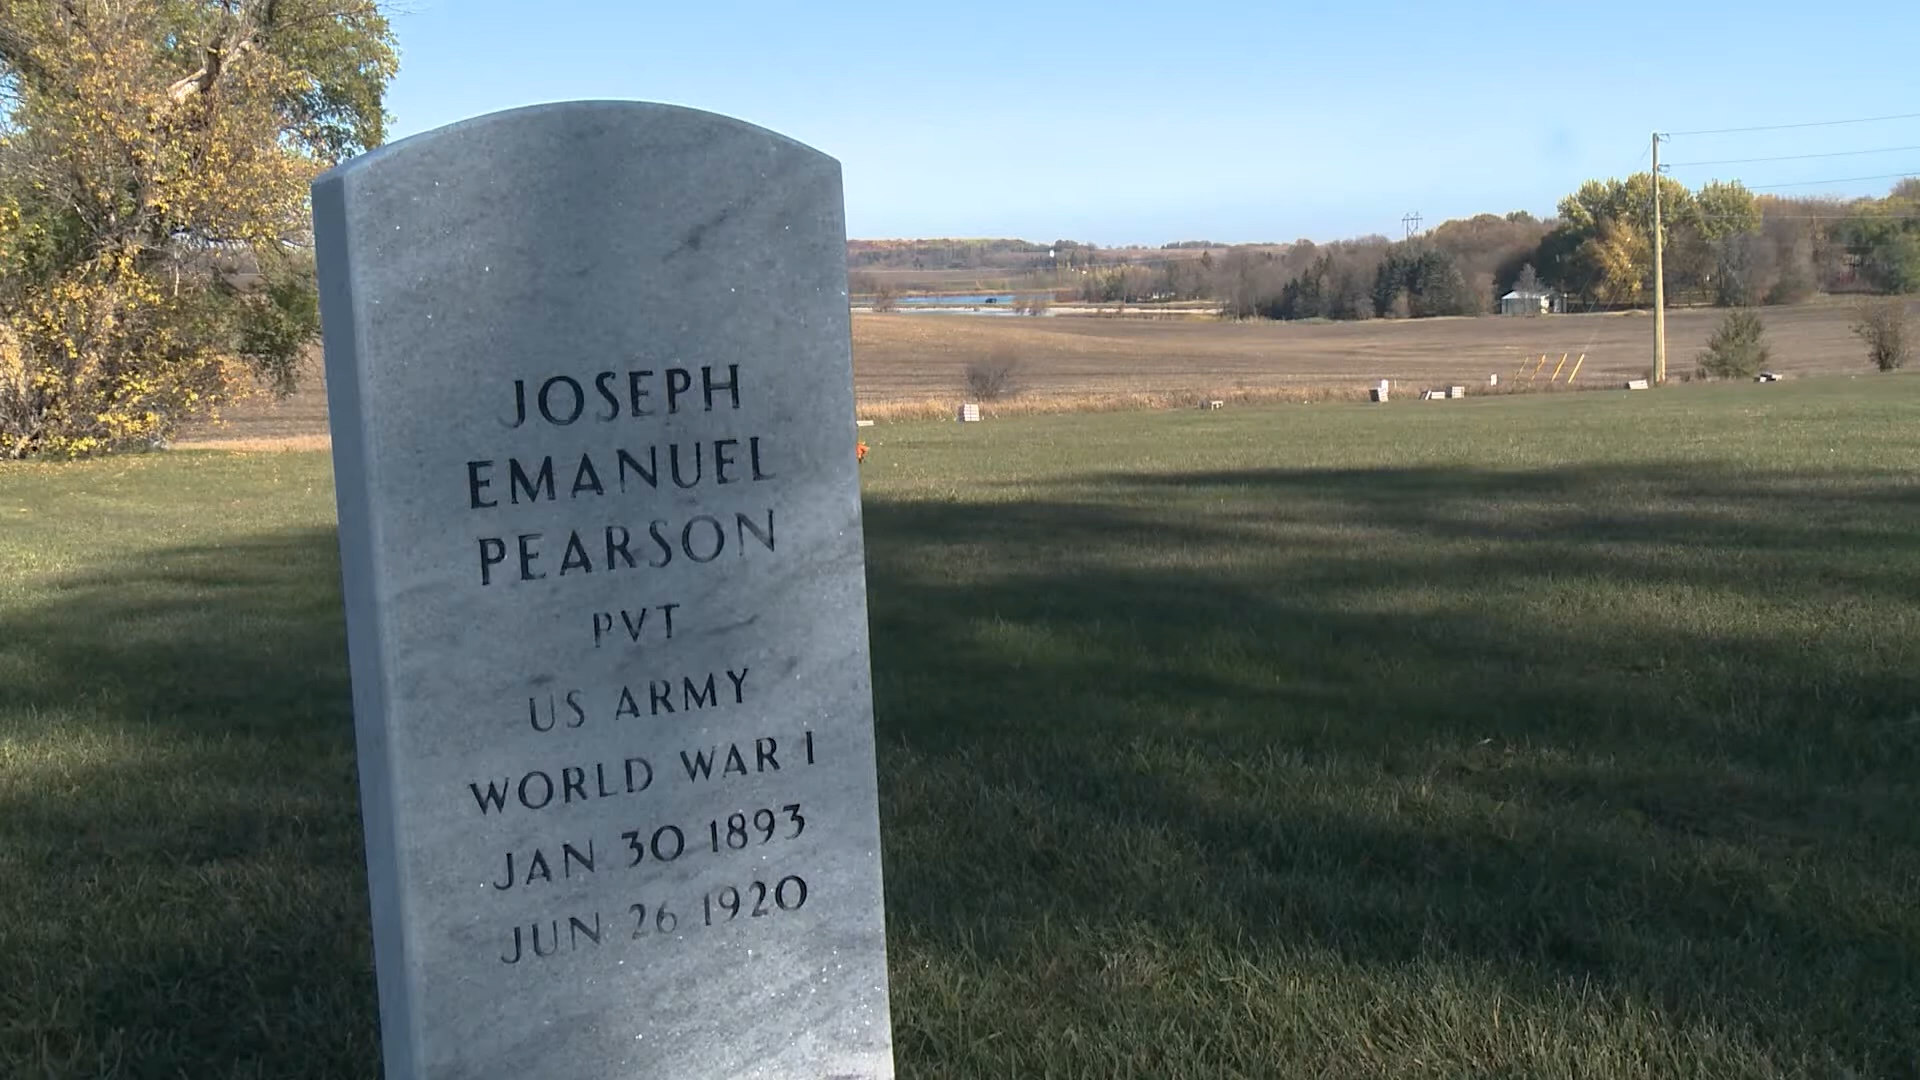 JOSEPH
EMANUEL
PEARSON
PVT
US ARMY
WORLD WAR I
JAN 30 1893
JUN 26 1920